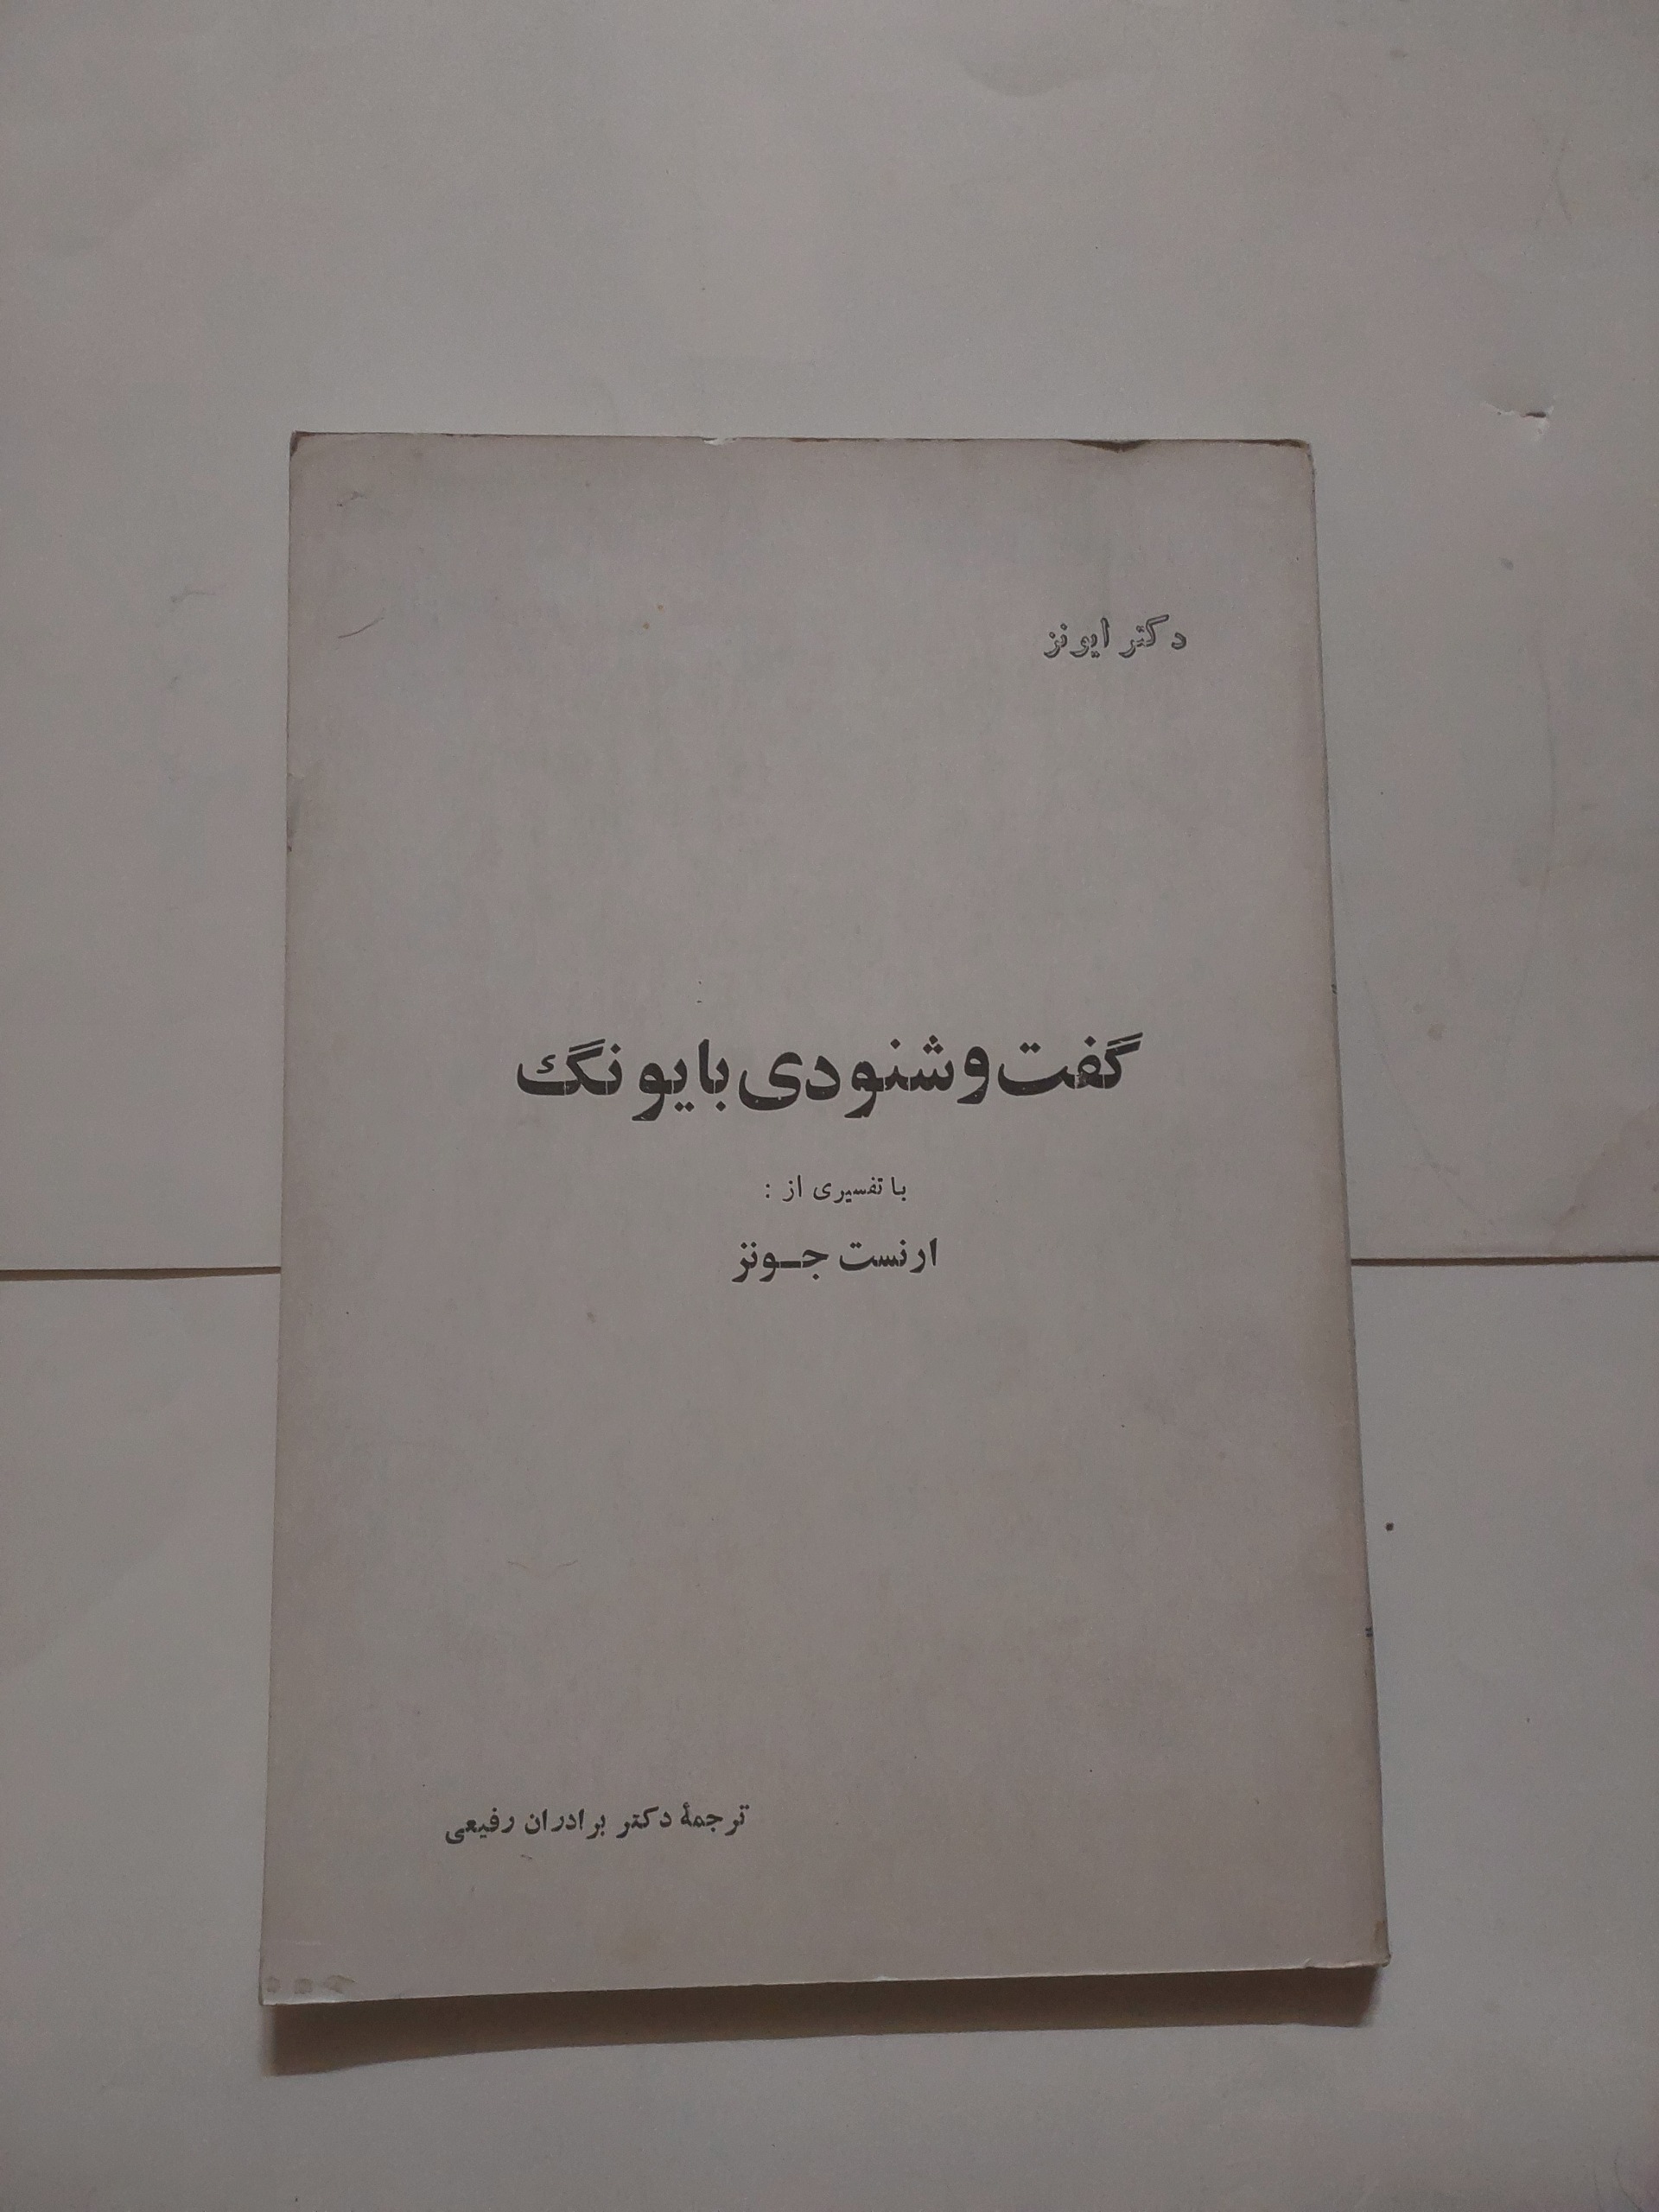 دکتر ایونز
گفت و شنودی با یونگ
با تفسیری از :
ارنست جونز
ترجمهٔ دکتر برادران رفیعی